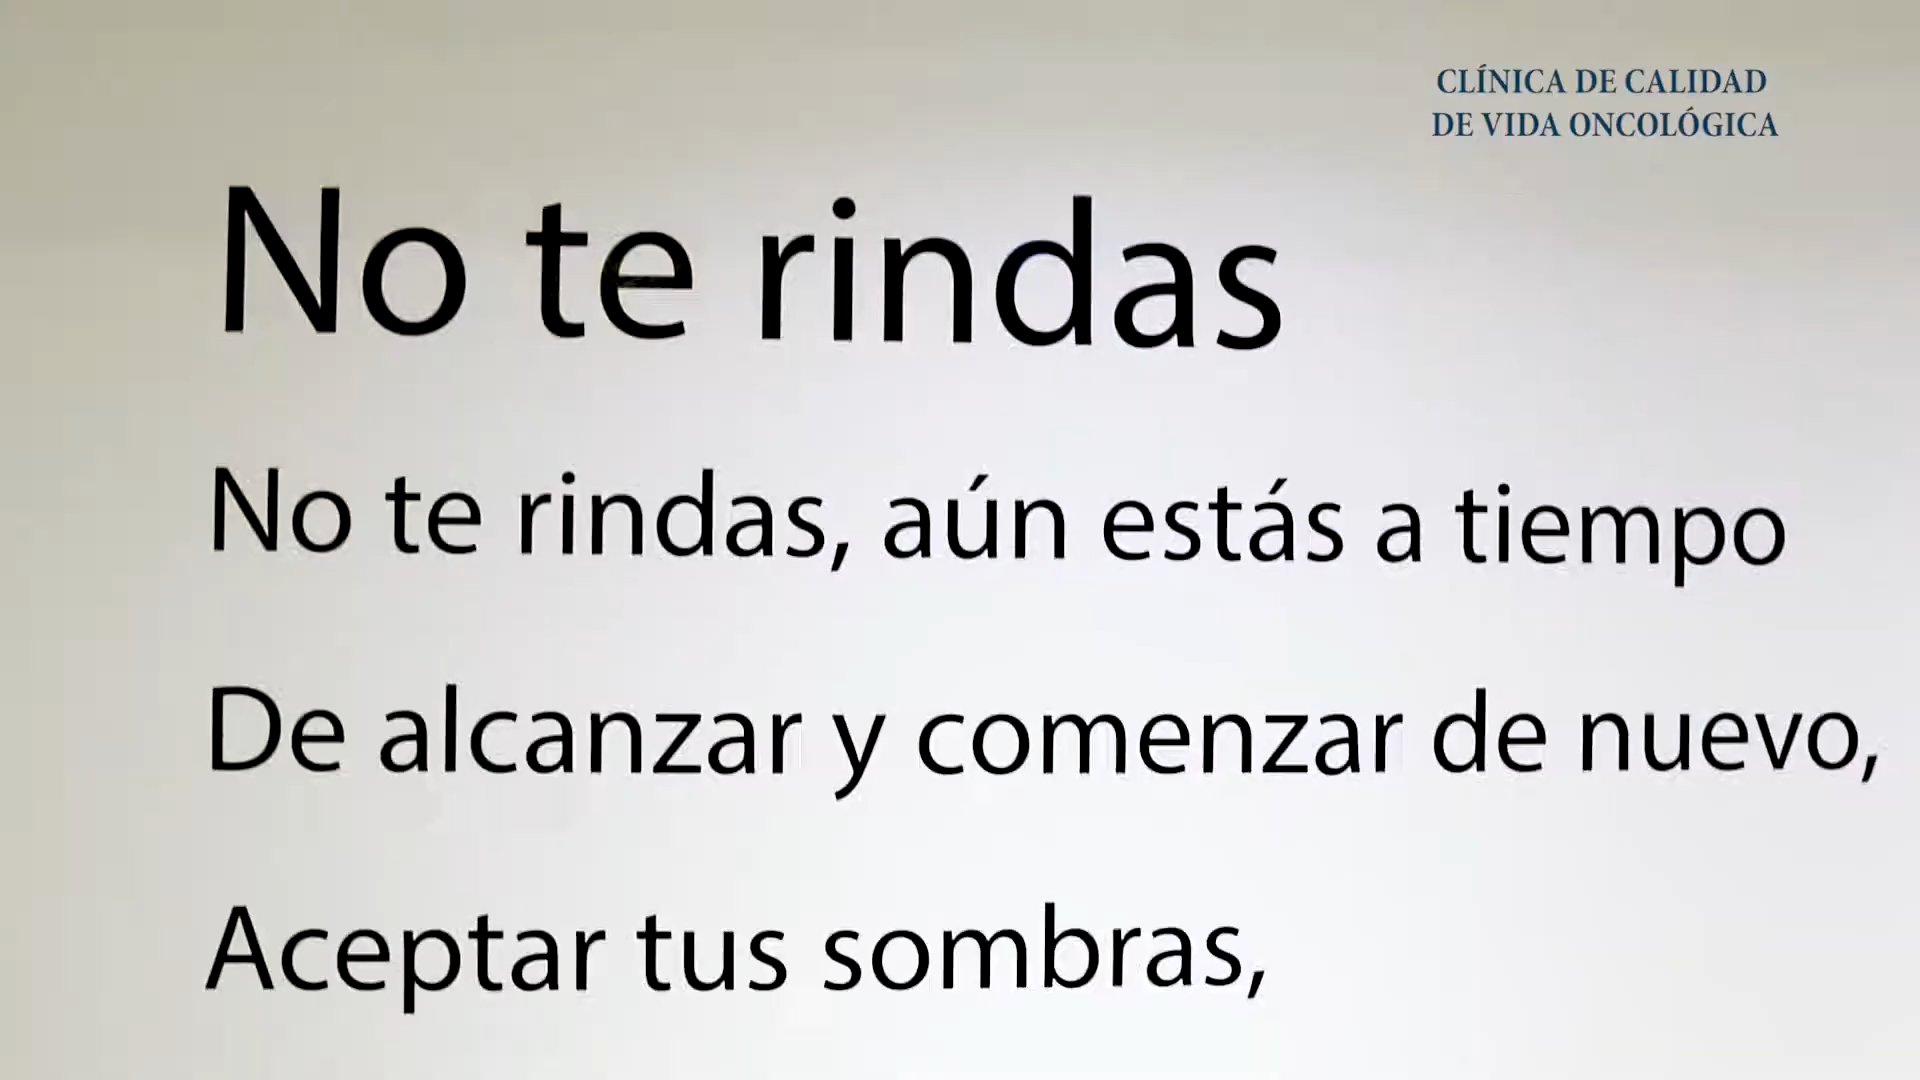 CLÍNICA DE CALIDAD
DE VIDA ONCOLÓGICA
No te rindas
No te rindas, aún estás a tiempo
De alcanzar y comenzar de nuevo,
Aceptar tus sombras,